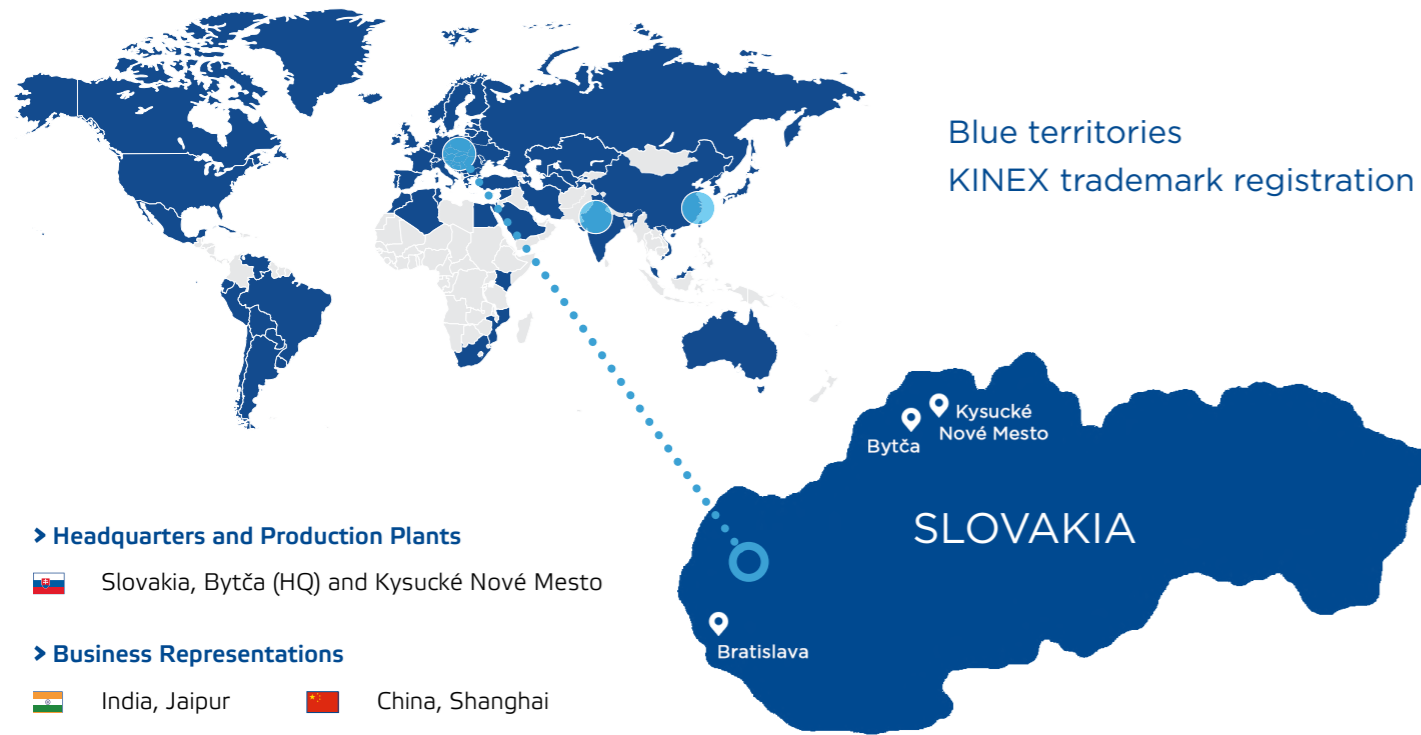 Blue territories
KINEX trademark registration
Kysucké
Nové Mesto
Bytča
SLOVAKIA
Bratislava
> Headquarters and Production Plants
Slovakia, Bytča (HQ) and Kysucké Nové Mesto
> Business Representations
India, Jaipur
China, Shanghai